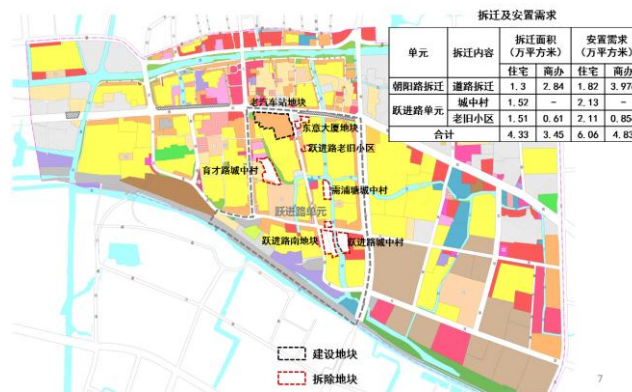 拆迁及安置需求
单元 拆迁内容 拆迁面积（万平方米） 安置需求（万平方米）
住宅 商办 住宅 商办
朝阳路拆迁 道路拆迁 1.3 2.84 1.82 3.97
跃进路单元 城中村 1.52 – 2.13 –
老旧小区 1.51 0.61 2.11 0.85
合计 4.33 3.45 6.06 4.83
老汽车站地块
东意大厦地块
跃进路老旧小区
育才路城中村
浦塘城中村
跃进路单元
跃进路南地块
跃进路城中村
建设地块
拆除地块
7